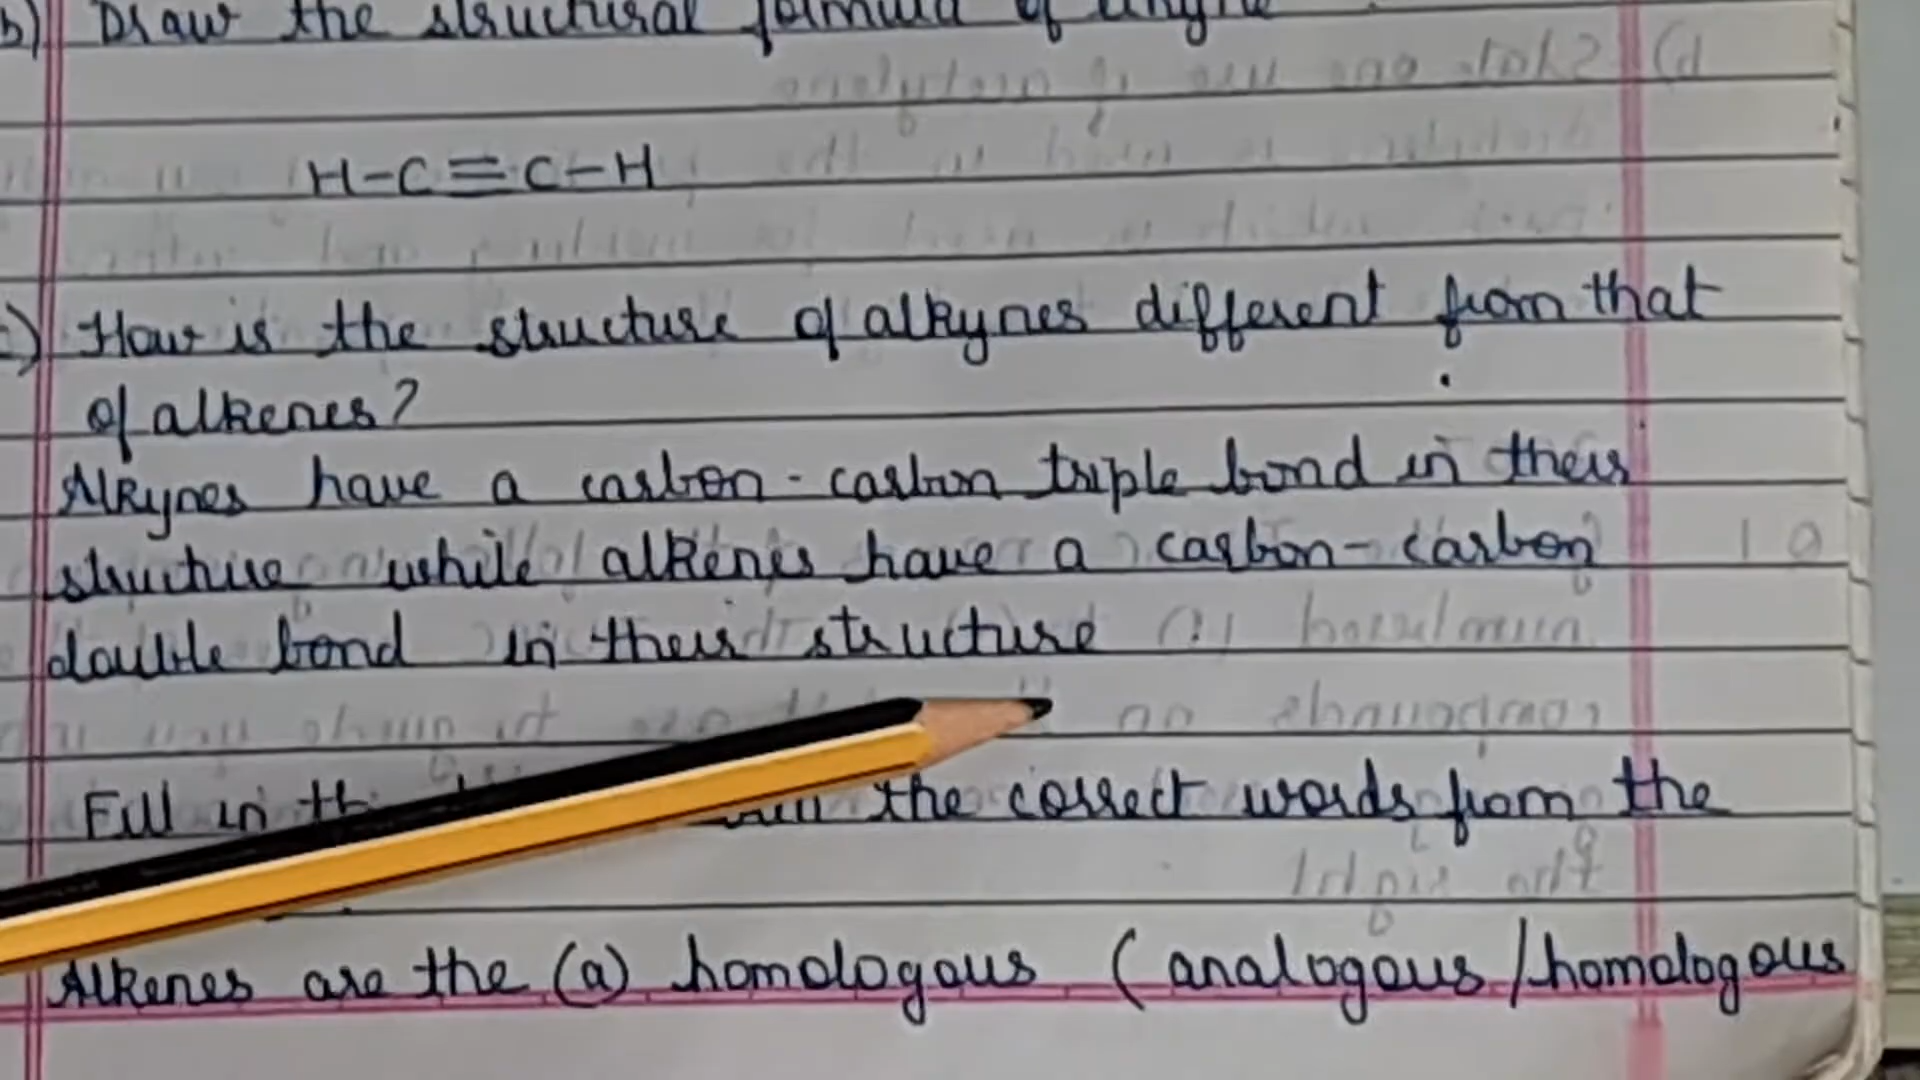 b) Draw the structural formula of
H-C≡C-H
c) How is the structure of alkynes different from that
of alkenes?
Alkynes have a carbon-carbon triple bond in their
structure while alkenes have a carbon-carbon
double bond in their structure
Fill in the correct words from the
Alkenes are the (a) homologous (analogous/homologous